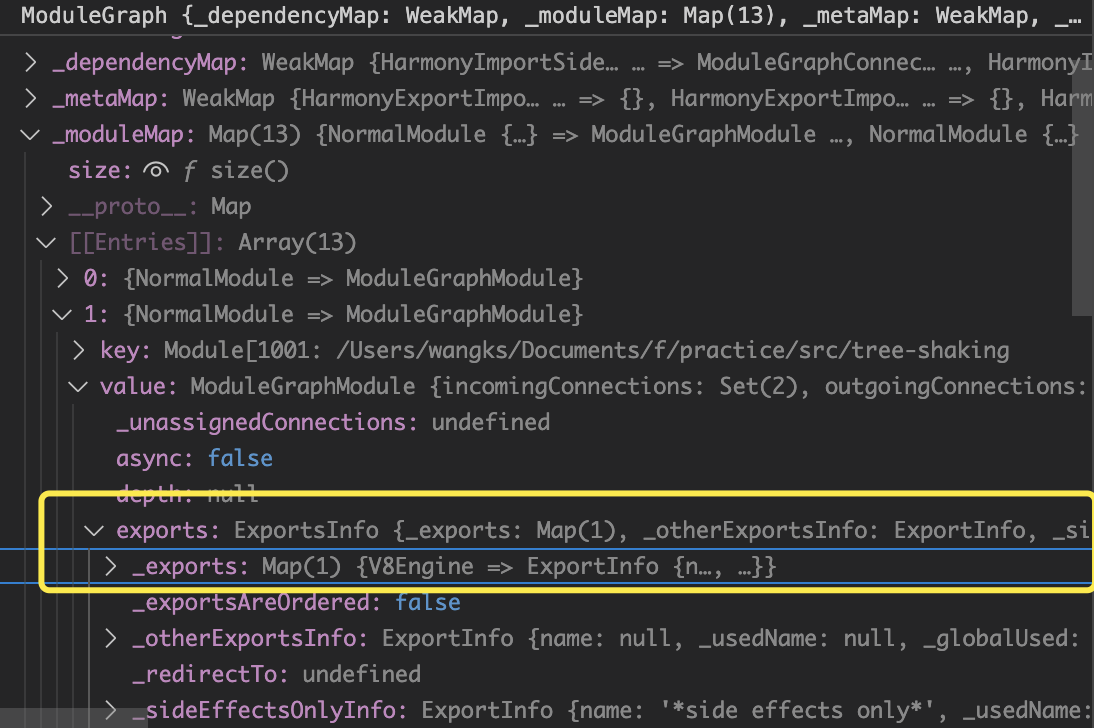 ModuleGraph {_dependencyMap: WeakMap, _moduleMap: Map(13), _metaMap: WeakMap, _…
_dependencyMap: WeakMap {HarmonyImportSide… … => ModuleGraphConnec… …, HarmonyI
_metaMap: WeakMap {HarmonyExportImpo… … => {}, HarmonyExportImpo… … => {}, Harm
_moduleMap: Map(13) {NormalModule {…} => ModuleGraphModule …, NormalModule {…}
size: f size()
__proto__: Map
[[Entries]]: Array(13)
0: {NormalModule => ModuleGraphModule}
1: {NormalModule => ModuleGraphModule}
key: Module[1001: /Users/wangks/Documents/f/practice/src/tree-shaking
value: ModuleGraphModule {incomingConnections: Set(2), outgoingConnections:
_unassignedConnections: undefined
async: false
depth: null
exports: ExportsInfo {_exports: Map(1), _otherExportsInfo: ExportInfo, _si
_exports: Map(1) {V8Engine => ExportInfo {n…, …}}
_exportsAreOrdered: false
_otherExportsInfo: ExportInfo {name: null, _usedName: null, _globalUsed:
_redirectTo: undefined
_sideEffectsOnlyInfo: ExportInfo {name: '*side effects only*', _usedName: